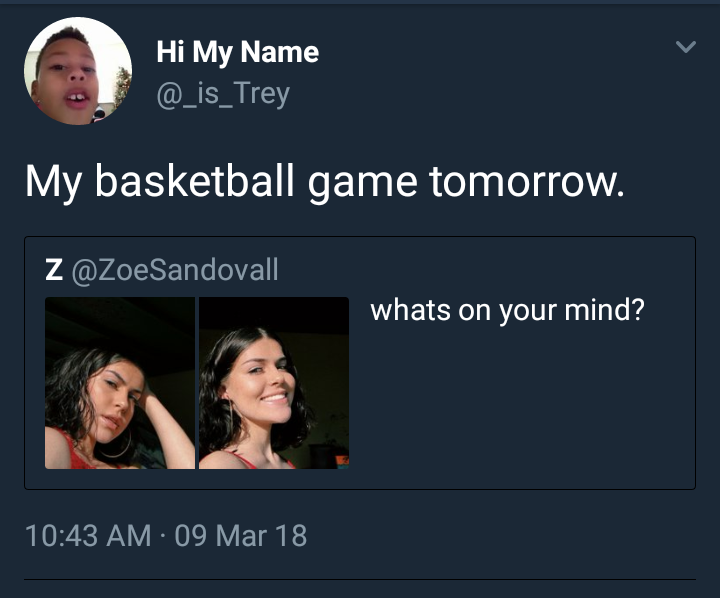 Hi My Name
@_is_Trey
My basketball game tomorrow.
Z @ZoeSandovall
whats on your mind?
10:43 AM · 09 Mar 18